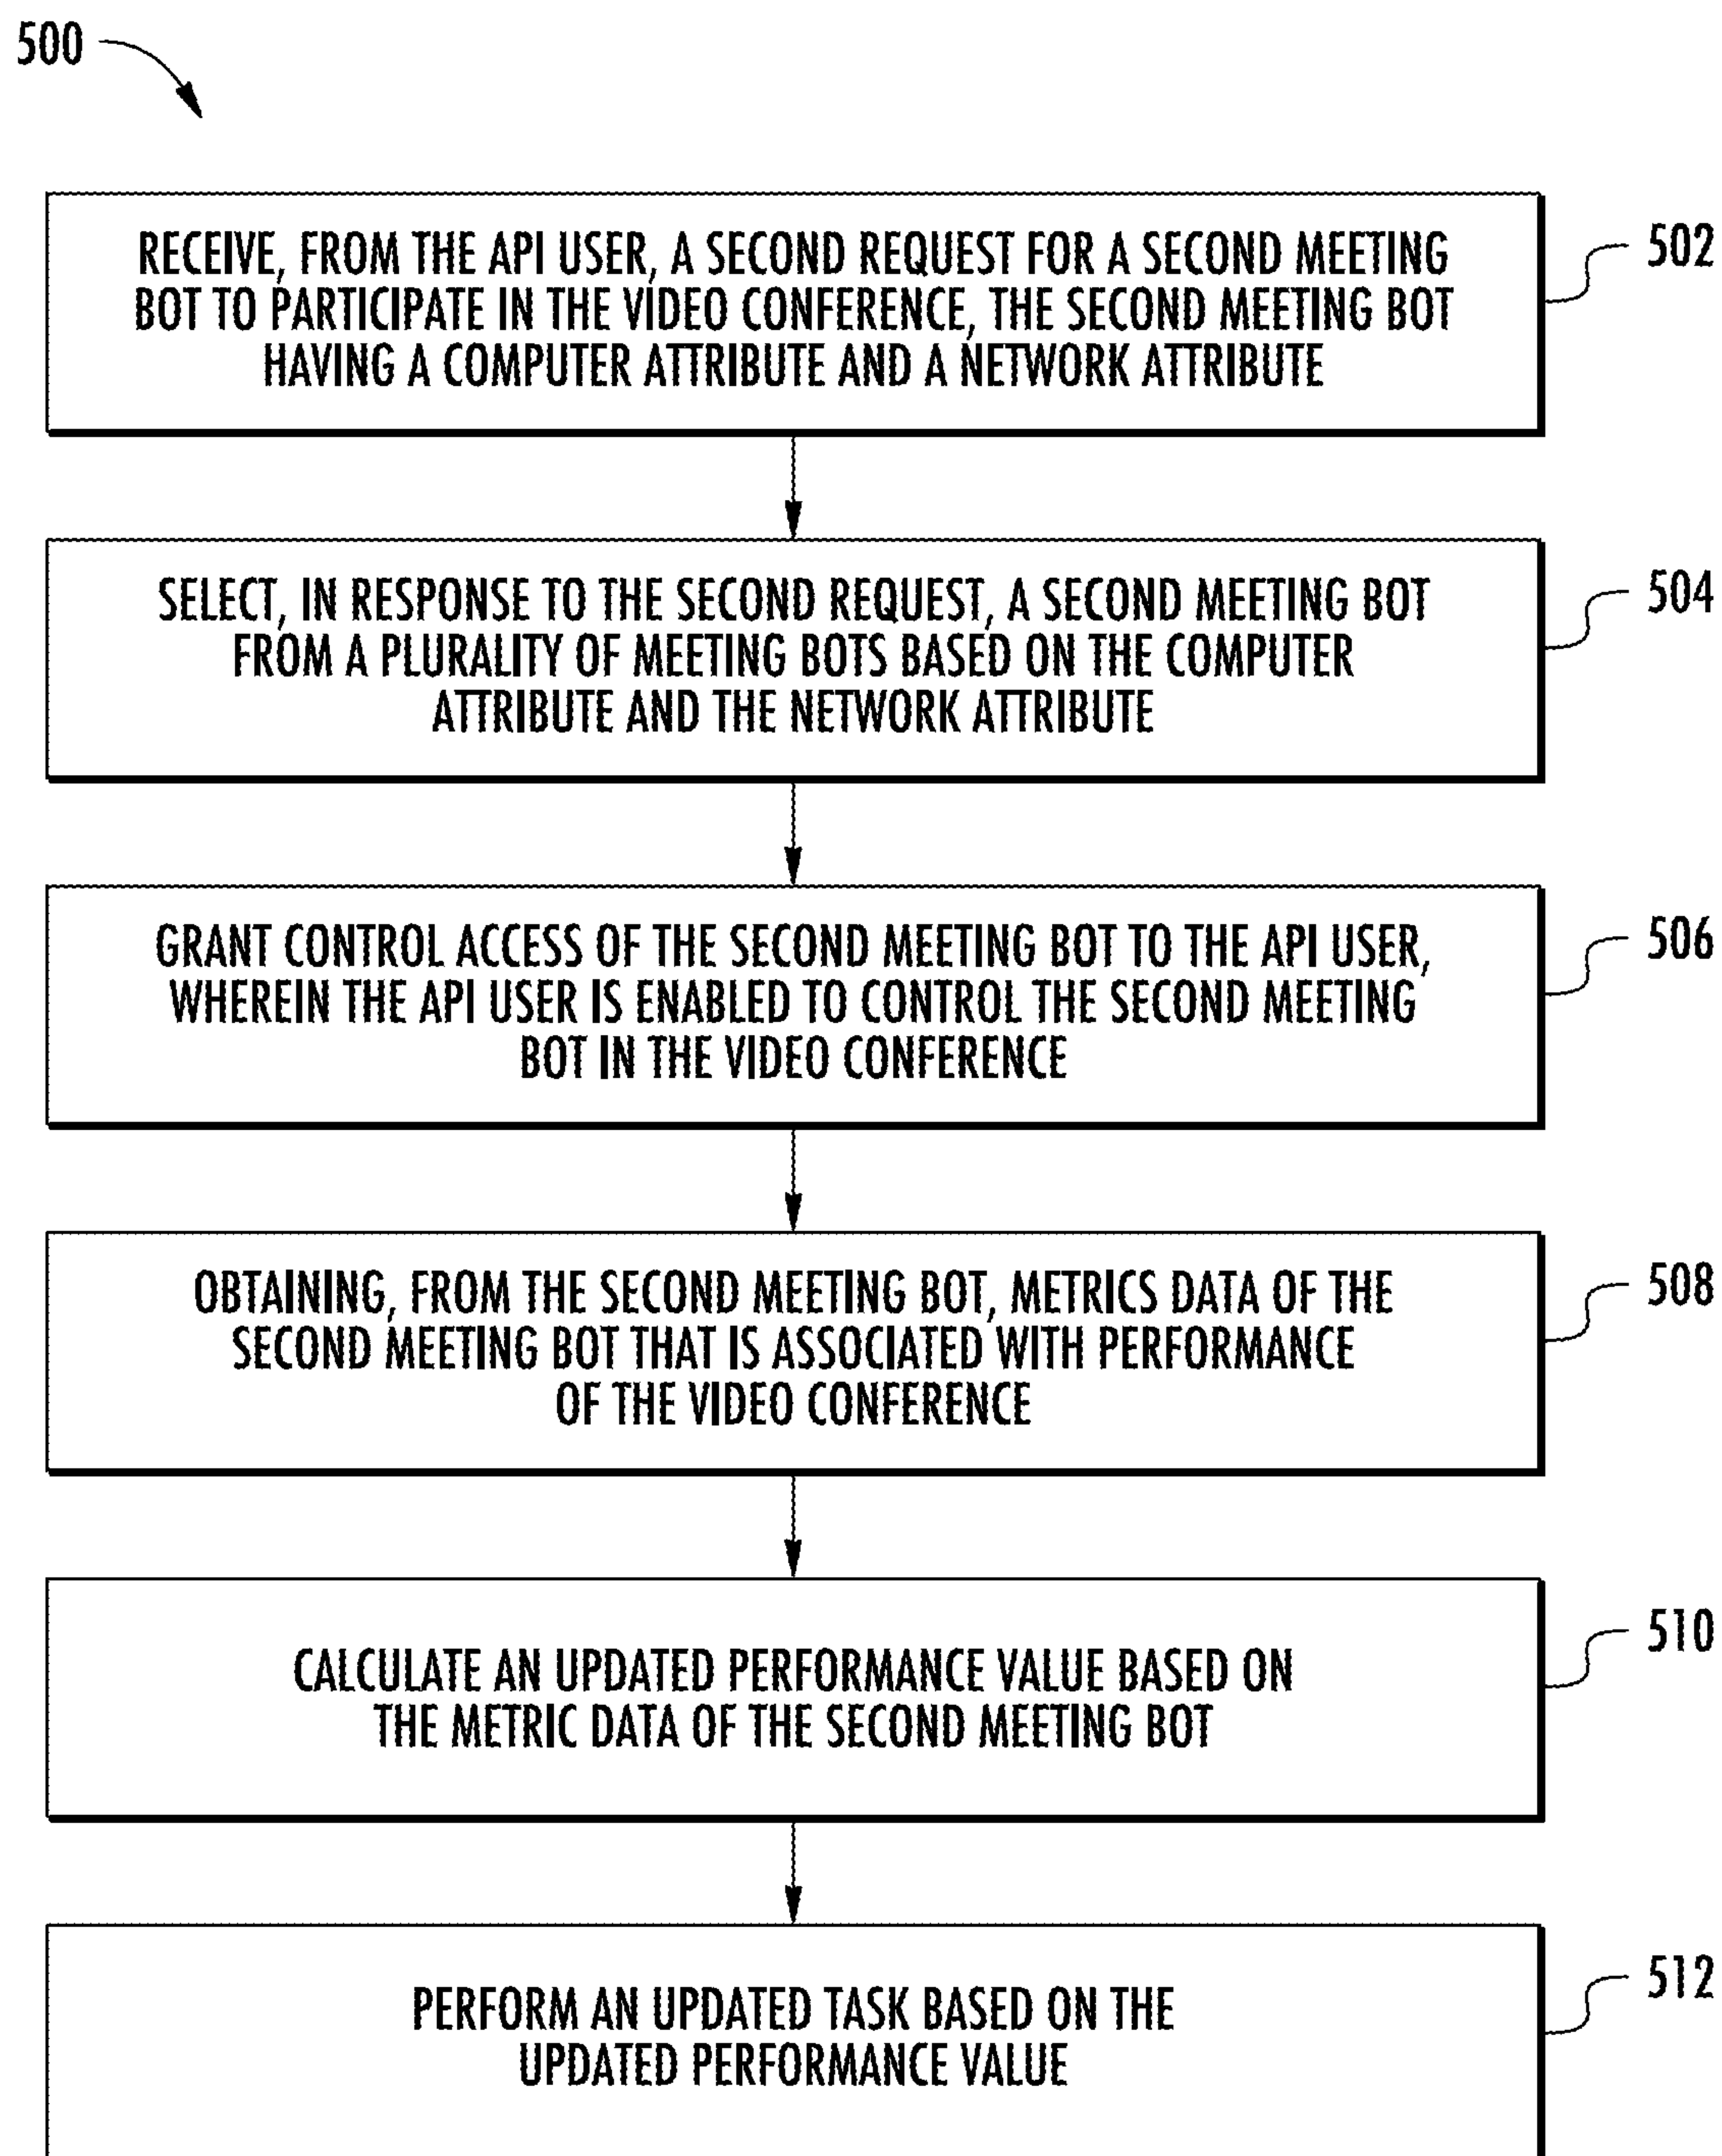 500
RECEIVE, FROM THE API USER, A SECOND REQUEST FOR A SECOND MEETING
BOT TO PARTICIPATE IN THE VIDEO CONFERENCE, THE SECOND MEETING BOT
HAVING A COMPUTER ATTRIBUTE AND A NETWORK ATTRIBUTE
502
SELECT, IN RESPONSE TO THE SECOND REQUEST, A SECOND MEETING BOT
FROM A PLURALITY OF MEETING BOTS BASED ON THE COMPUTER
ATTRIBUTE AND THE NETWORK ATTRIBUTE
504
GRANT CONTROL ACCESS OF THE SECOND MEETING BOT TO THE API USER,
WHEREIN THE API USER IS ENABLED TO CONTROL THE SECOND MEETING
BOT IN THE VIDEO CONFERENCE
506
OBTAINING, FROM THE SECOND MEETING BOT, METRICS DATA OF THE
SECOND MEETING BOT THAT IS ASSOCIATED WITH PERFORMANCE
OF THE VIDEO CONFERENCE
508
CALCULATE AN UPDATED PERFORMANCE VALUE BASED ON
THE METRIC DATA OF THE SECOND MEETING BOT
510
PERFORM AN UPDATED TASK BASED ON THE
UPDATED PERFORMANCE VALUE
512